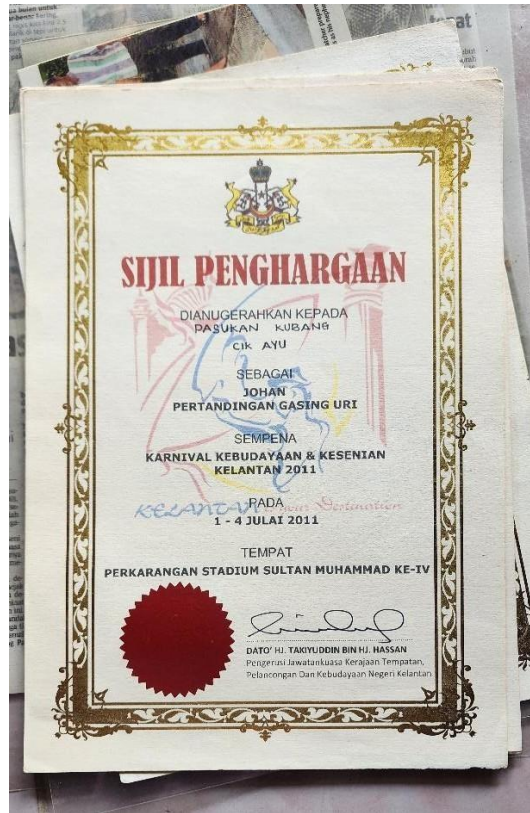 SIJIL PENGHARGAAN
DIANUGERAHKAN KEPADA
PASUKAN KUBANG
CIK AYU
SEBAGAI
JOHAN
PERTANDINGAN GASING URI
SEMPENA
KARNIVAL KEBUDAYAAN & KESENIAN
KELANTAN 2011
PADA
KELANTAN Your Destination
1 - 4 JULAI 2011
TEMPAT
PERKARANGAN STADIUM SULTAN MUHAMMAD KE-IV
DATO' HJ. TAKIYUDDIN BIN HJ. HASSAN
Pengerusi Jawatankuasa Kerajaan Tempatan,
Pelancongan Dan Kebudayaan Negeri Kelantan